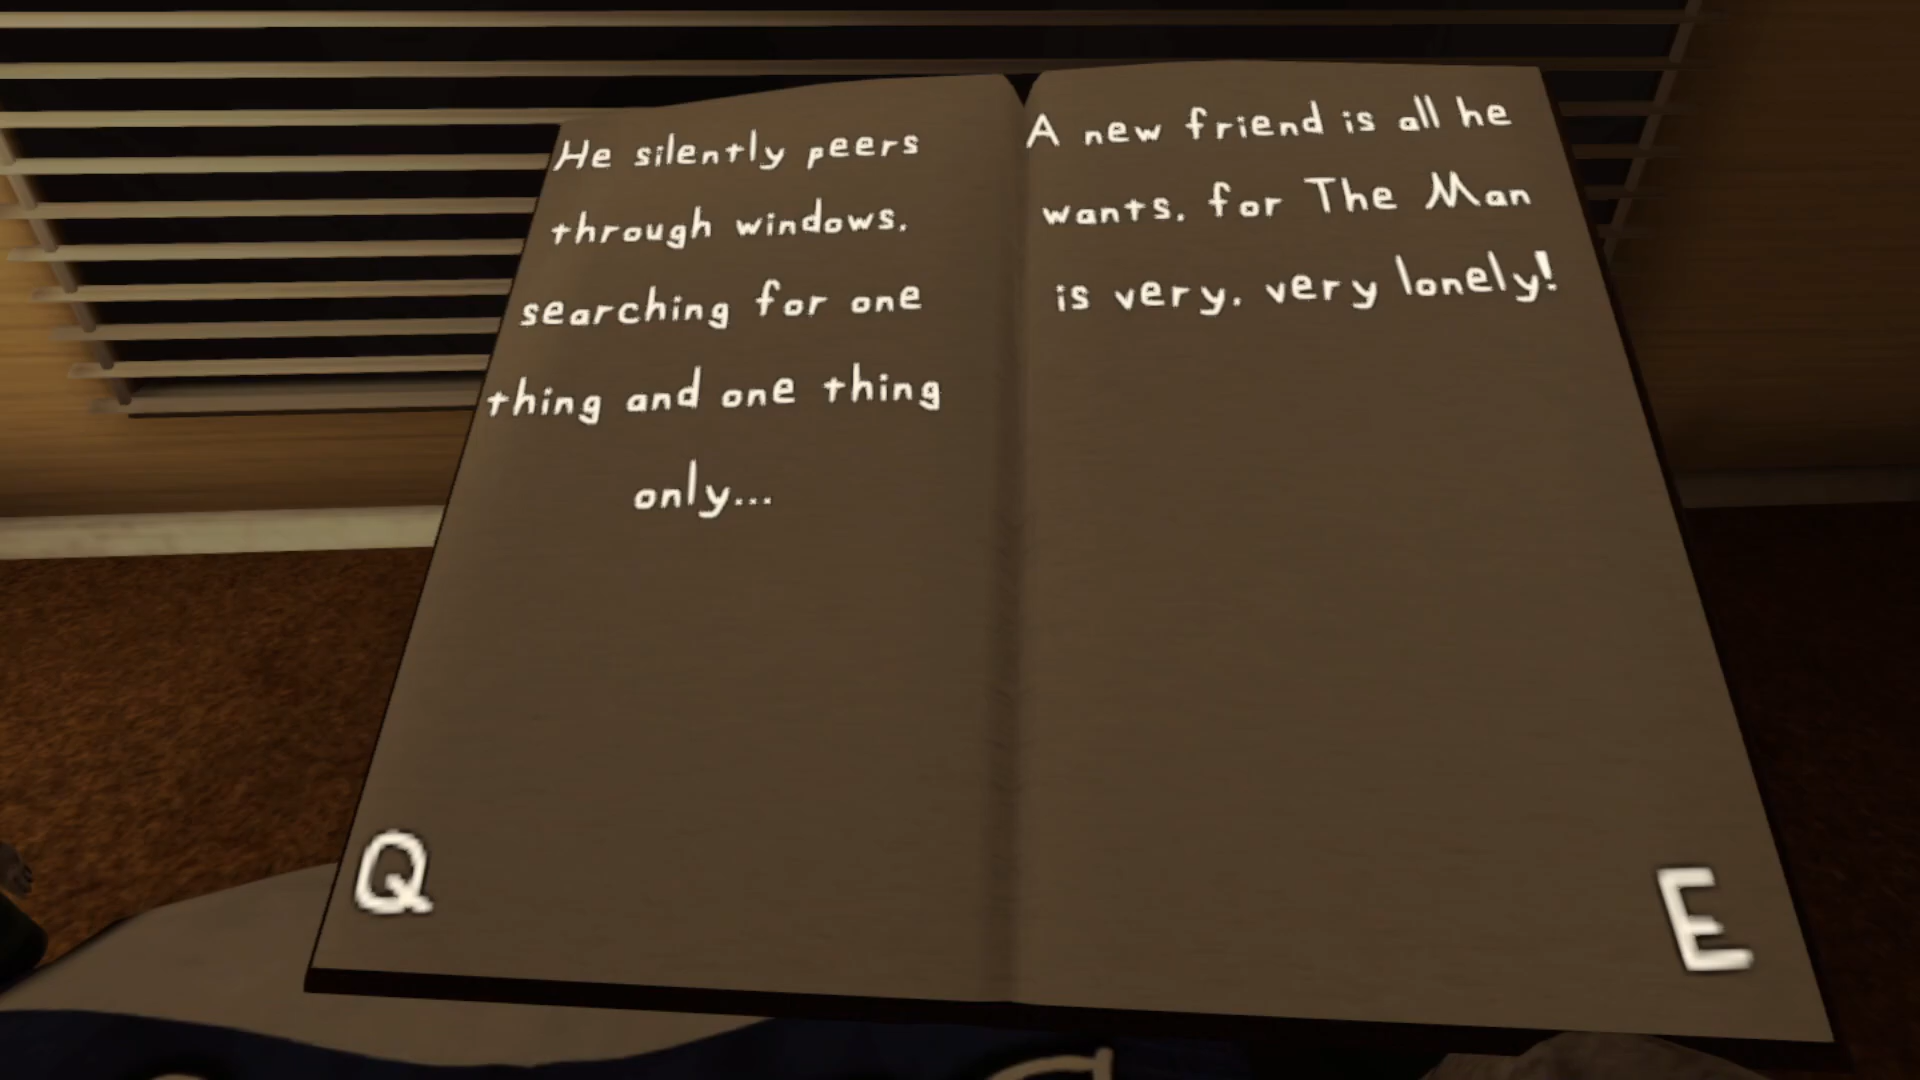 He silently peers
through windows.
searching for one
thing and one thing
only...
A new friend is all he
wants. for The Man
is very. very lonely!
Q
E